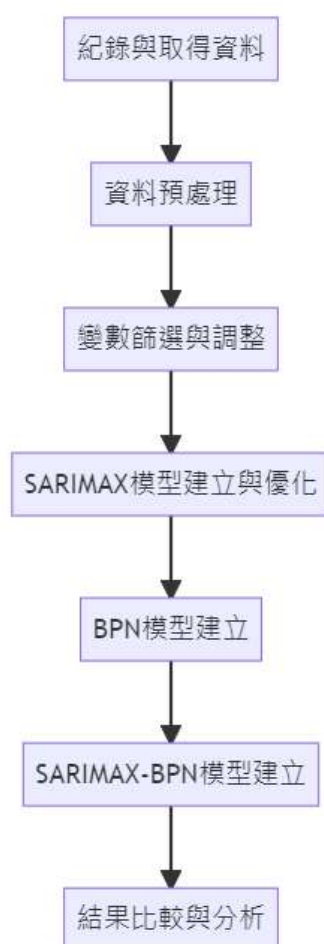 紀錄與取得資料
資料預處理
變數篩選與調整
SARIMAX模型建立與優化
BPN模型建立
SARIMAX-BPN模型建立
結果比較與分析